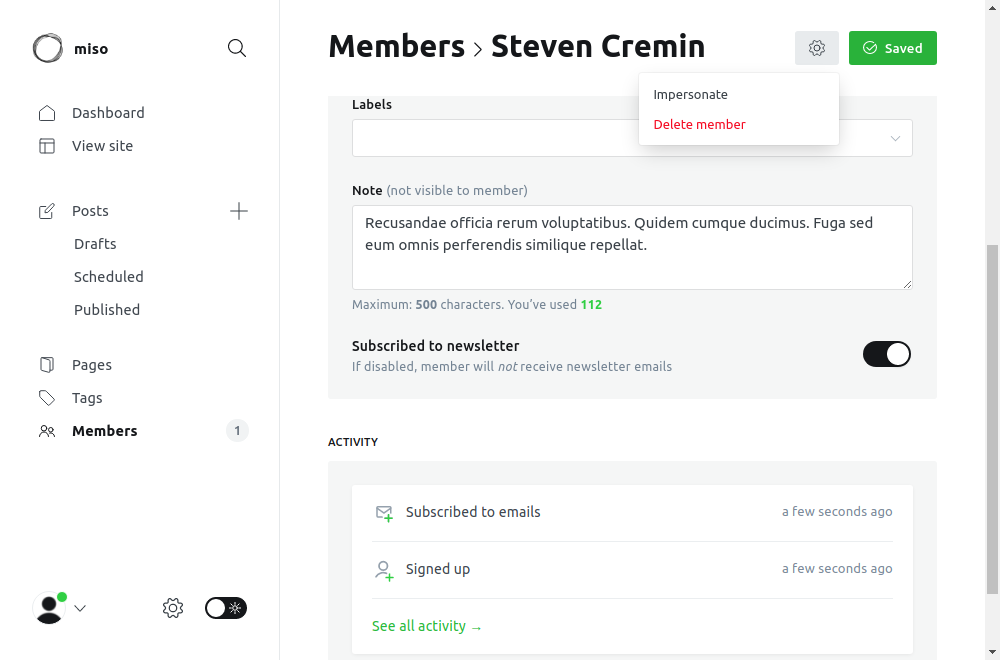 miso
Dashboard
View site
Posts
Drafts
Scheduled
Published
Pages
Tags
Members 1
Members > Steven Cremin
Saved
Impersonate
Delete member
Labels
Note (not visible to member)
Recusandae officia rerum voluptatibus. Quidem cumque ducimus. Fuga sed
eum omnis perferendis similique repellat.
Maximum: 500 characters. You’ve used 112
Subscribed to newsletter
If disabled, member will not receive newsletter emails
ACTIVITY
Subscribed to emails a few seconds ago
Signed up a few seconds ago
See all activity →